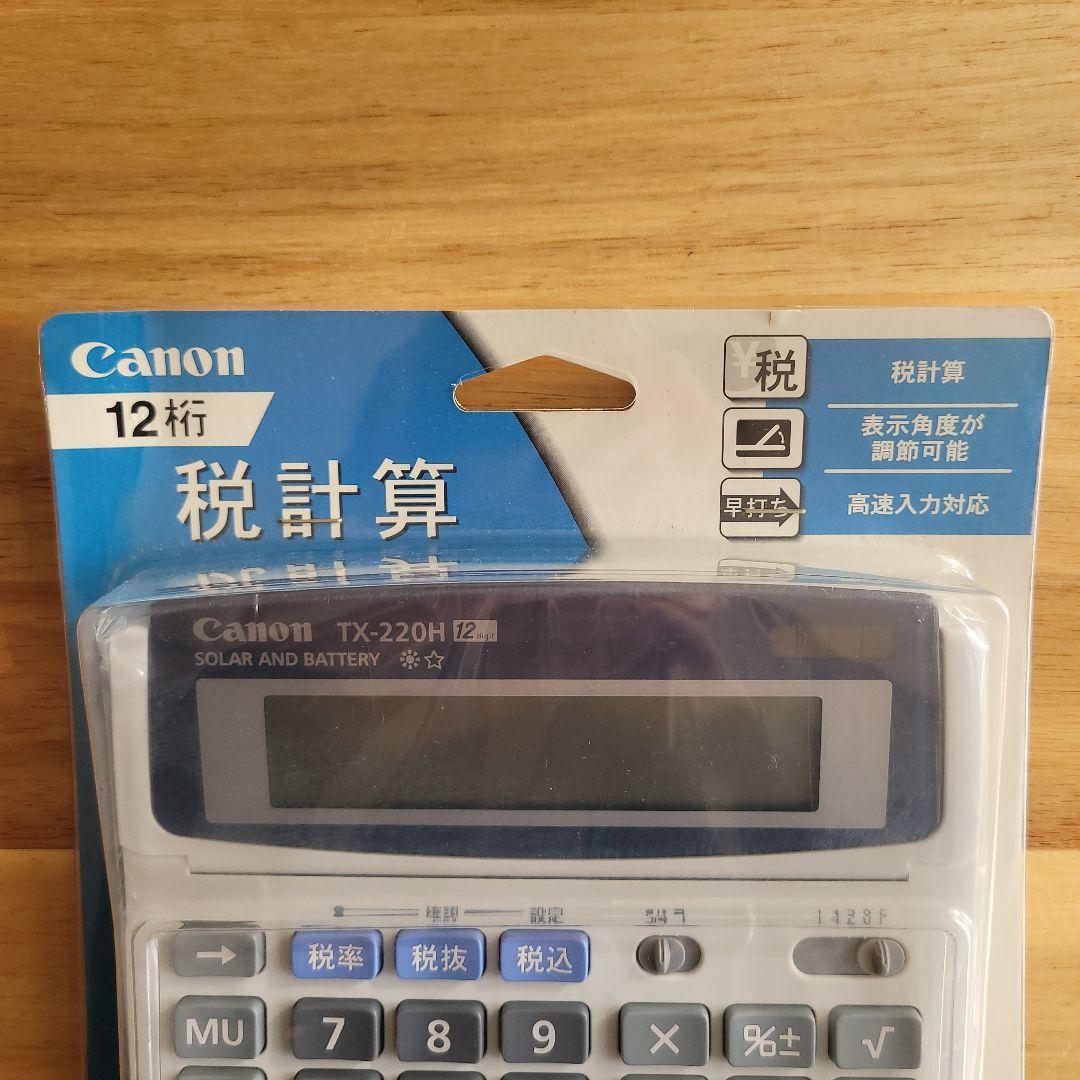 Canon
12桁
税計算
¥税
税計算
表示角度が
調節可能
早打ち
高速入力対応
Canon TX-220H 12 digit
SOLAR AND BATTERY
設定
→ 税率 税抜 税込
MU 7 8 9 × %± √